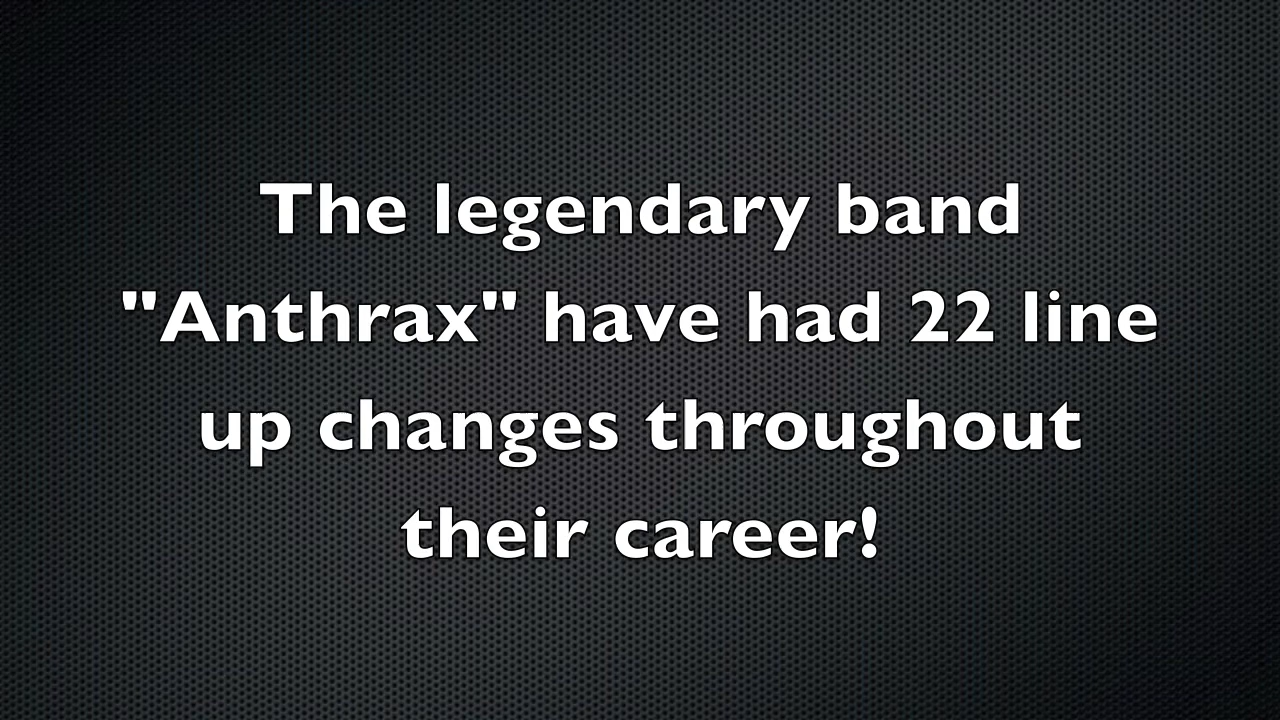 The legendary band
"Anthrax" have had 22 line
up changes throughout
their career!